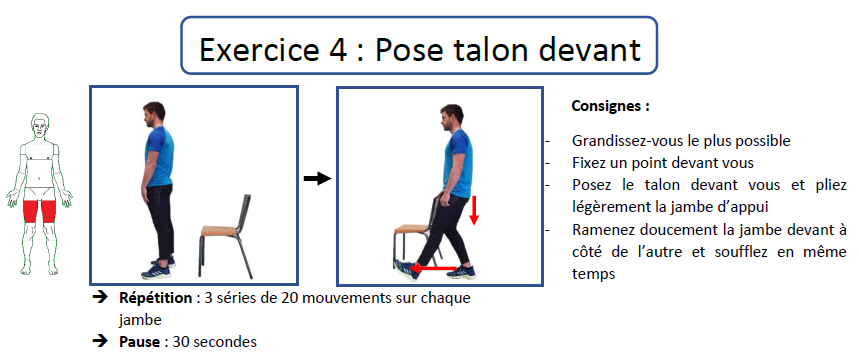 Exercice 4 : Pose talon devant
Consignes :
- Grandissez-vous le plus possible
- Fixez un point devant vous
- Posez le talon devant vous et pliez
légèrement la jambe d’appui
- Ramenez doucement la jambe devant à
côté de l’autre et soufflez en même
temps
➔ Répétition : 3 séries de 20 mouvements sur chaque
jambe
➔ Pause : 30 secondes